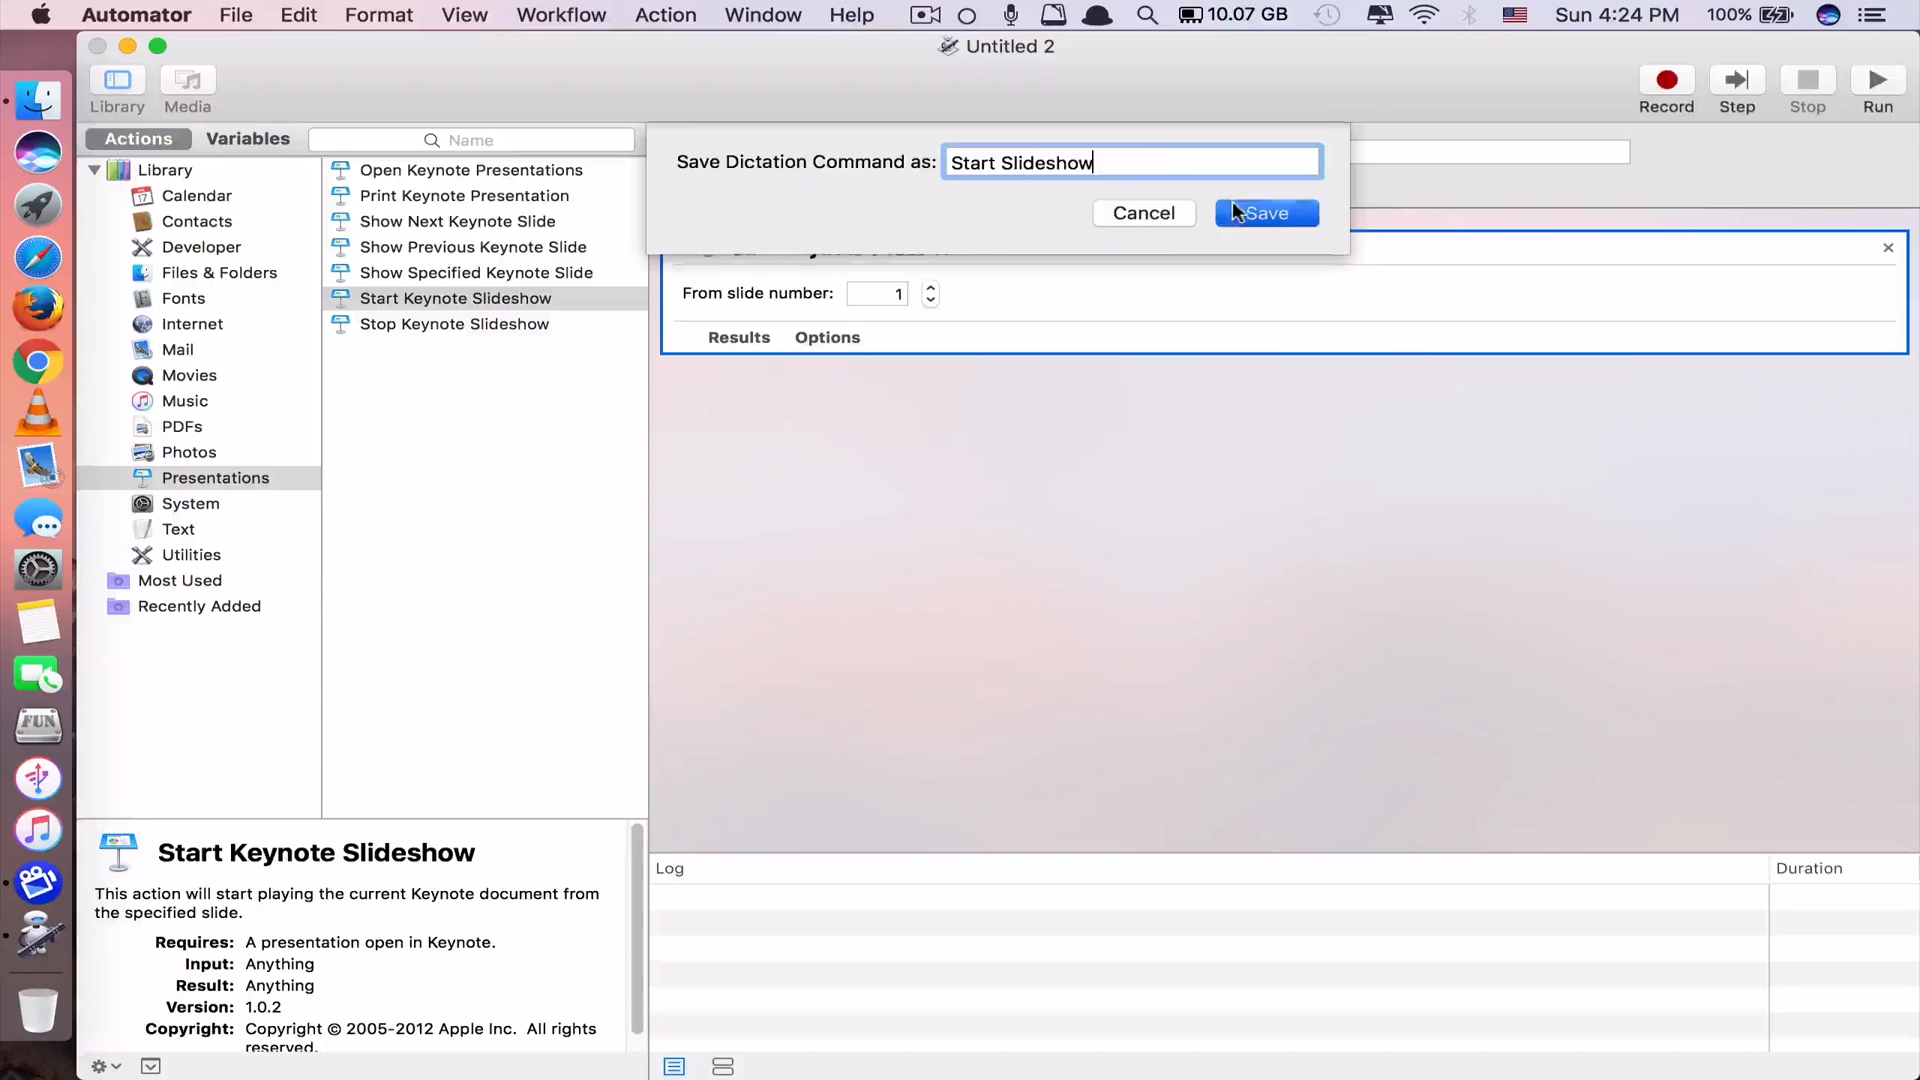 Automator File Edit Format View Workflow Action Window Help 10.07 GB Sun 4:24 PM 100%
Untitled 2
Library Media Record Step Stop Run
Actions Variables Name
Save Dictation Command as: Start Slideshow
Cancel Save
Library
Calendar
Contacts
Developer
Files & Folders
Fonts
Internet
Mail
Movies
Music
PDFs
Photos
Presentations
System
Text
Utilities
Most Used
Recently Added
Open Keynote Presentations
Print Keynote Presentation
Show Next Keynote Slide
Show Previous Keynote Slide
Show Specified Keynote Slide
Start Keynote Slideshow
Stop Keynote Slideshow
From slide number: 1
Results Options
17
FUN
Start Keynote Slideshow
This action will start playing the current Keynote document from
the specified slide.
Requires: A presentation open in Keynote.
Input: Anything
Result: Anything
Version: 1.0.2
Copyright: Copyright © 2005-2012 Apple Inc. All rights
reserved.
Log Duration